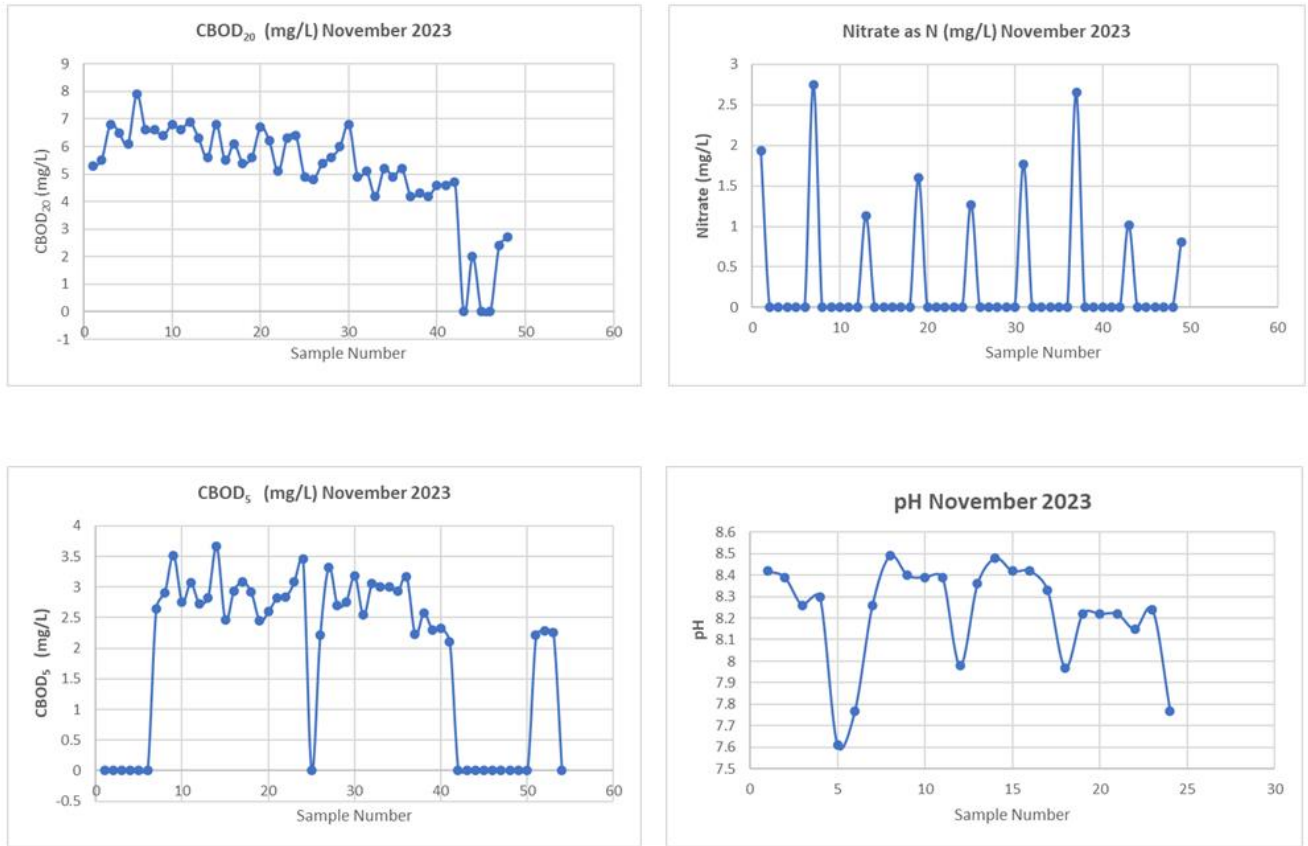 CBOD₂₀ (mg/L) November 2023
9
8
7
6
5
4
3
2
1
0
-1
CBOD₂₀ (mg/L)
0 10 20 30 40 50 60
Sample Number
Nitrate as N (mg/L) November 2023
3
2.5
2
1.5
1
0.5
0
Nitrate (mg/L)
0 10 20 30 40 50 60
Sample Number
CBOD₅ (mg/L) November 2023
4
3.5
3
2.5
2
1.5
1
0.5
0
-0.5
CBOD₅ (mg/L)
0 10 20 30 40 50 60
Sample Number
pH November 2023
8.6
8.5
8.4
8.3
8.2
8.1
8
7.9
7.8
7.7
7.6
7.5
pH
0 5 10 15 20 25 30
Sample Number